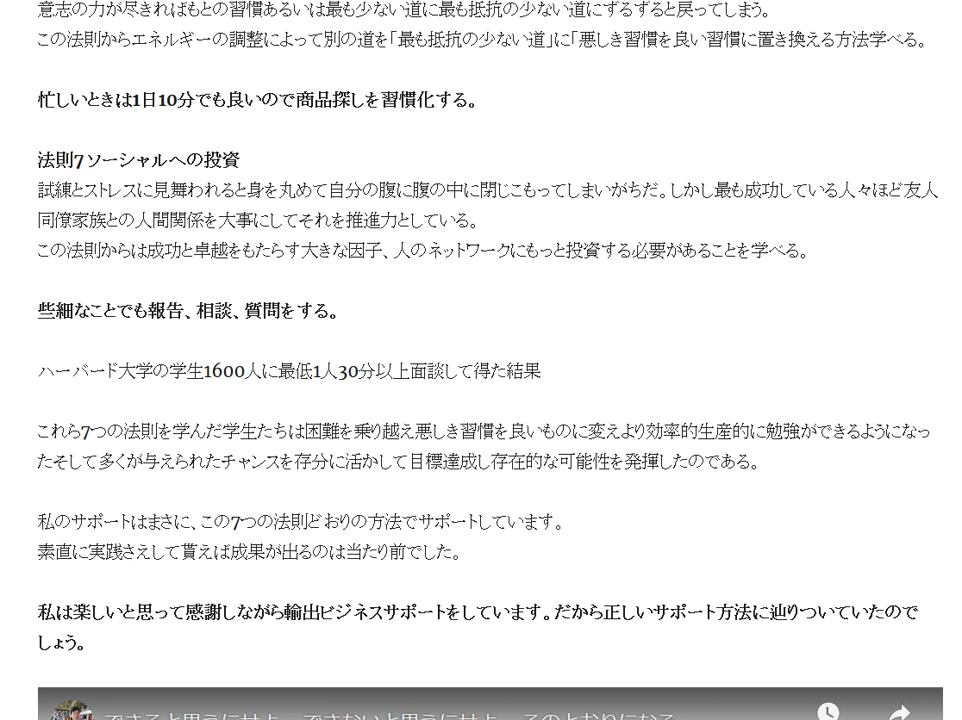 意志の力が尽きればもとの習慣あるいは最も少ない道に最も抵抗の少ない道にずるずると戻ってしまう。
この法則からエネルギーの調整によって別の道を「最も抵抗の少ない道」に「悪しき習慣を良い習慣に置き換える方法学べる。
忙しいときは1日10分でも良いので商品探しを習慣化する。
法則7ソーシャルへの投資
試練とストレスに見舞われると身を丸めて自分の腹に腹の中に閉じこもってしまいがちだ。しかし最も成功している人々ほど友人
同僚家族との人間関係を大事にしてそれを推進力としている。
この法則からは成功と卓越をもたらす大きな因子、人のネットワークにもっと投資する必要があることを学べる。
些細なことでも報告、相談、質問をする。
ハーバード大学の学生1600人に最低1人30分以上面談して得た結果
これら7つの法則を学んだ学生たちは困難を乗り越え悪しき習慣を良いものに変えより効率的生産的に勉強ができるようになっ
たそして多くが与えられたチャンスを存分に活かして目標達成し存在的な可能性を発揮したのである。
私のサポートはまさに、この7つの法則どおりの方法でサポートしています。
素直に実践さえして貰えば成果が出るのは当たり前でした。
私は楽しいと思って感謝しながら輸出ビジネスサポートをしています。だから正しいサポート方法に辿りついていたので
しょう。
できると思うにせよ、できないと思うにせよ、そのとおりになる